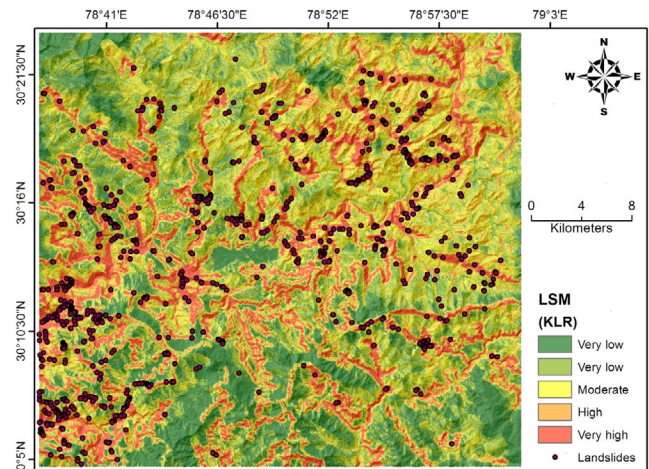 78°41'E 78°46'30"E 78°52'E 78°57'30"E 79°3'E
30°21'30"N
30°16'N
30°10'30"N
0°5'N
N
W E
S
0 4 8
Kilometers
LSM
(KLR)
Very low
Very low
Moderate
High
Very high
Landslides